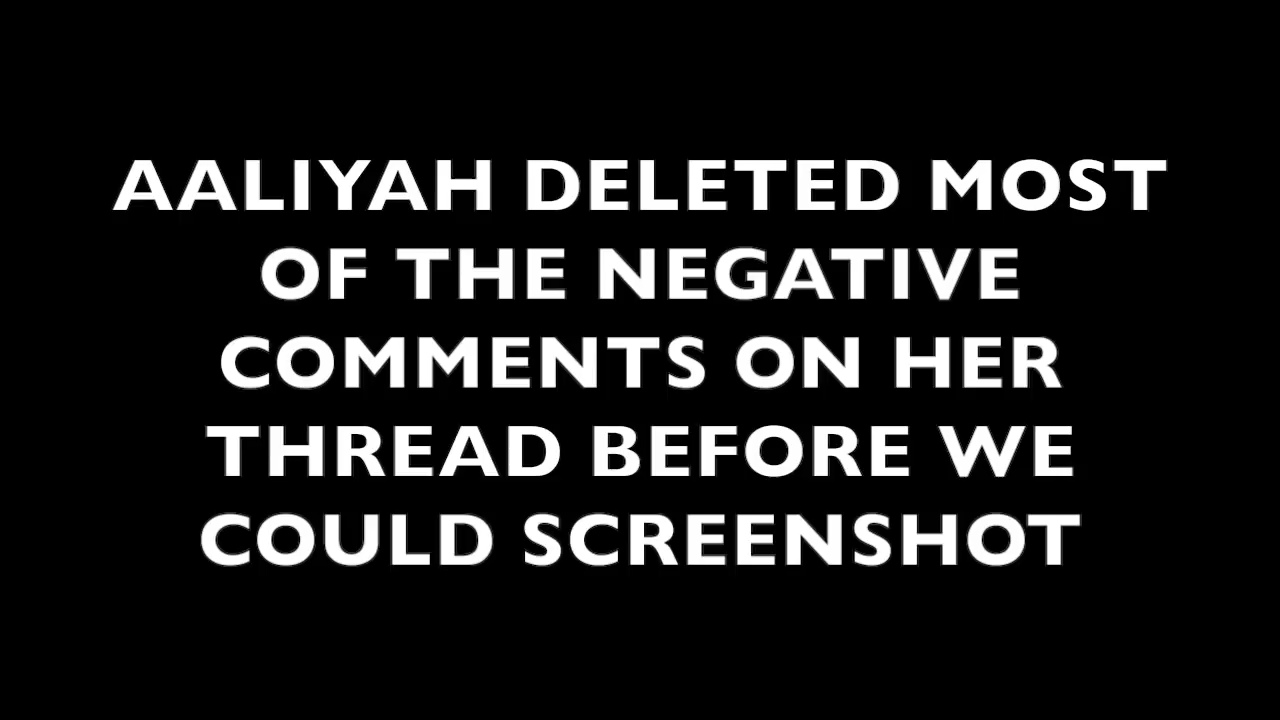 AALIYAH DELETED MOST
OF THE NEGATIVE
COMMENTS ON HER
THREAD BEFORE WE
COULD SCREENSHOT